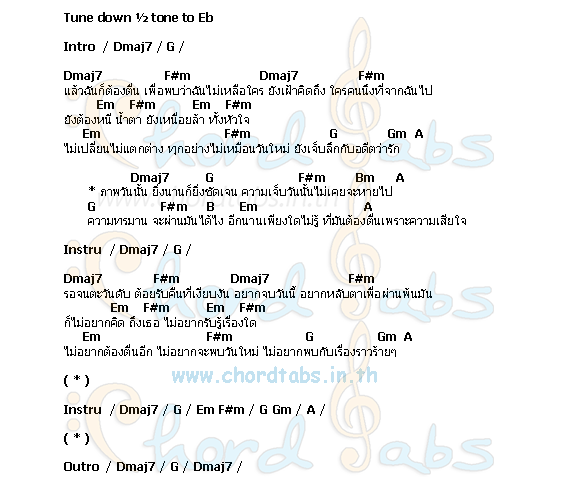 Tune down ½ tone to Eb
Intro / Dmaj7 / G /
Dmaj7 F#m Dmaj7 F#m
แล้วฉันก็ต้องตื่น เพื่อพบว่าฉันไม่เหลือใคร ยังเฝ้าคิดถึง ใครคนนึงที่จากฉันไป
Em F#m Em F#m
ยังต้องหนี น้ำตา ยังเหนื่อยล้า ทั้งหัวใจ
Em F#m G Gm A
ไม่เปลี่ยนไม่แตกต่าง ทุกอย่างไม่เหมือนวันใหม่ ยังเจ็บลึกกับอดีตว่ารัก
Dmaj7 G F#m Bm A
* ภาพวันนั้น ยิ่งนานก็ยิ่งชัดเจน ความเจ็บวันนั้นไม่เคยจะหายไป
G F#m B Em A
ความทรมาน จะผ่านมันได้ไง อีกนานเพียงใดไม่รู้ ที่มันต้องตื่นเพราะความเสียใจ
Instru / Dmaj7 / G /
Dmaj7 F#m Dmaj7 F#m
รอจนตะวันดับ ต้อยรับคืนที่เงียบงัน อยากจบวันนี้ อยากหลับตาเพื่อผ่านพ้นมัน
Em F#m Em F#m
ก็ไม่อยากคิด ถึงเธอ ไม่อยากรับรู้เรื่องใด
Em F#m G Gm A
ไม่อยากต้องตื่นอีก ไม่อยากจะพบวันใหม่ ไม่อยากพบกับเรื่องราวร้ายๆ
( * )
www.chordtabs.in.th
Instru / Dmaj7 / G / Em F#m / G Gm / A /
( * )
Outro / Dmaj7 / G / Dmaj7 /